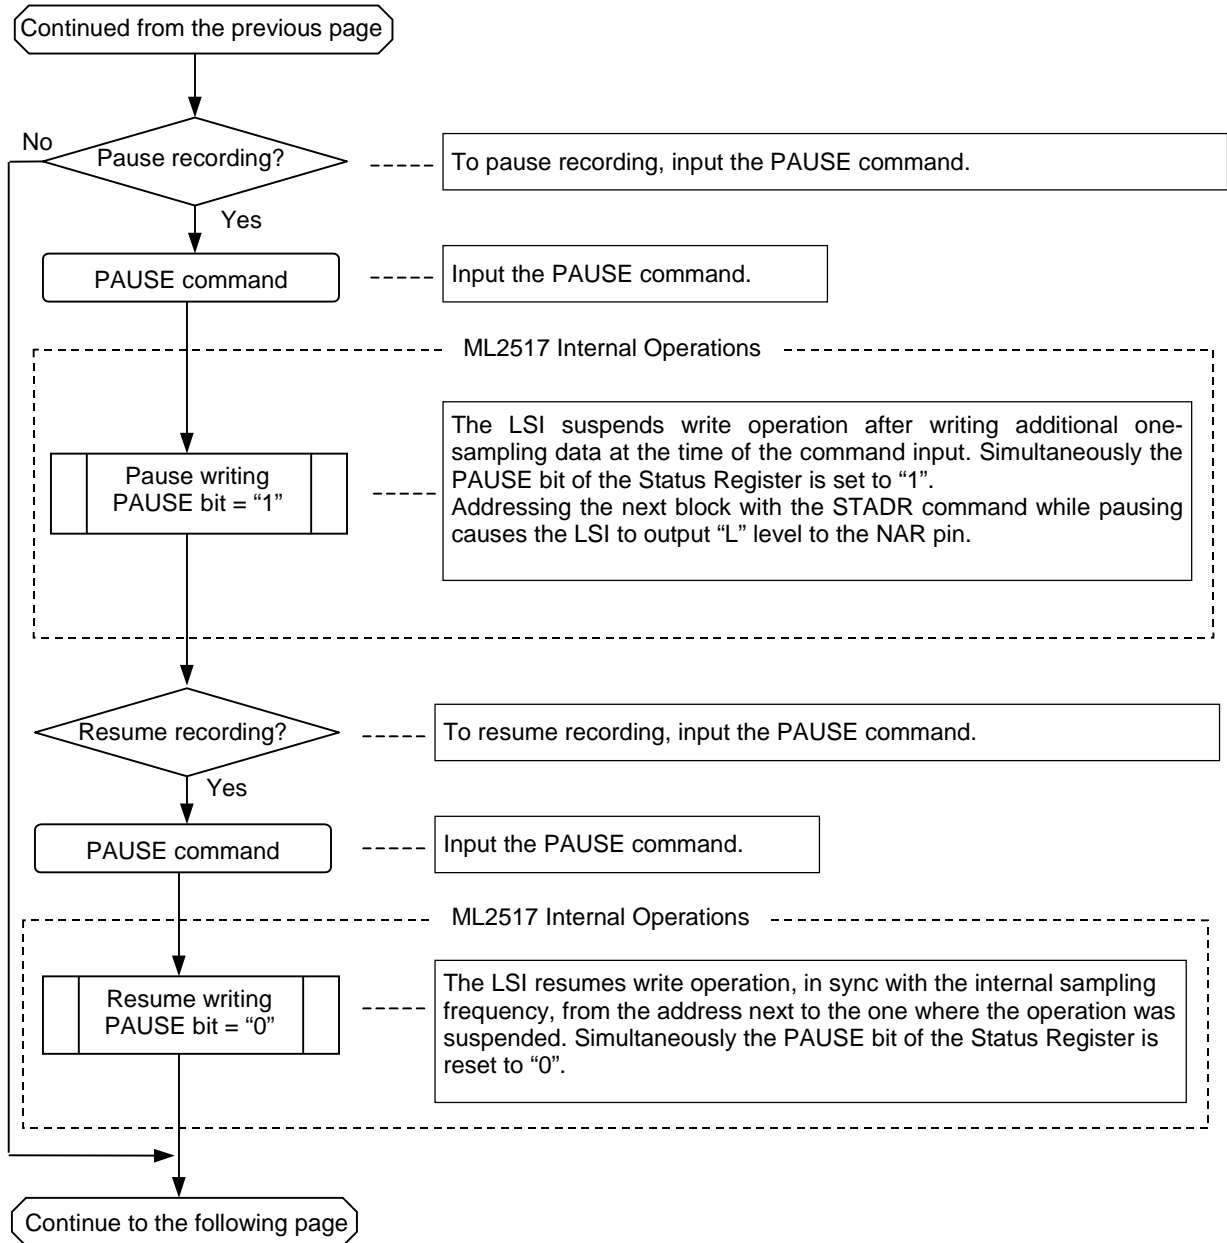 Continued from the previous page
No
Pause recording?
To pause recording, input the PAUSE command.
Yes
PAUSE command
Input the PAUSE command.
ML2517 Internal Operations
Pause writing
PAUSE bit = “1”
The LSI suspends write operation after writing additional one-
sampling data at the time of the command input. Simultaneously the
PAUSE bit of the Status Register is set to “1”.
Addressing the next block with the STADR command while pausing
causes the LSI to output “L” level to the NAR pin.
Resume recording?
To resume recording, input the PAUSE command.
Yes
PAUSE command
Input the PAUSE command.
ML2517 Internal Operations
Resume writing
PAUSE bit = “0”
The LSI resumes write operation, in sync with the internal sampling
frequency, from the address next to the one where the operation was
suspended. Simultaneously the PAUSE bit of the Status Register is
reset to “0”.
Continue to the following page